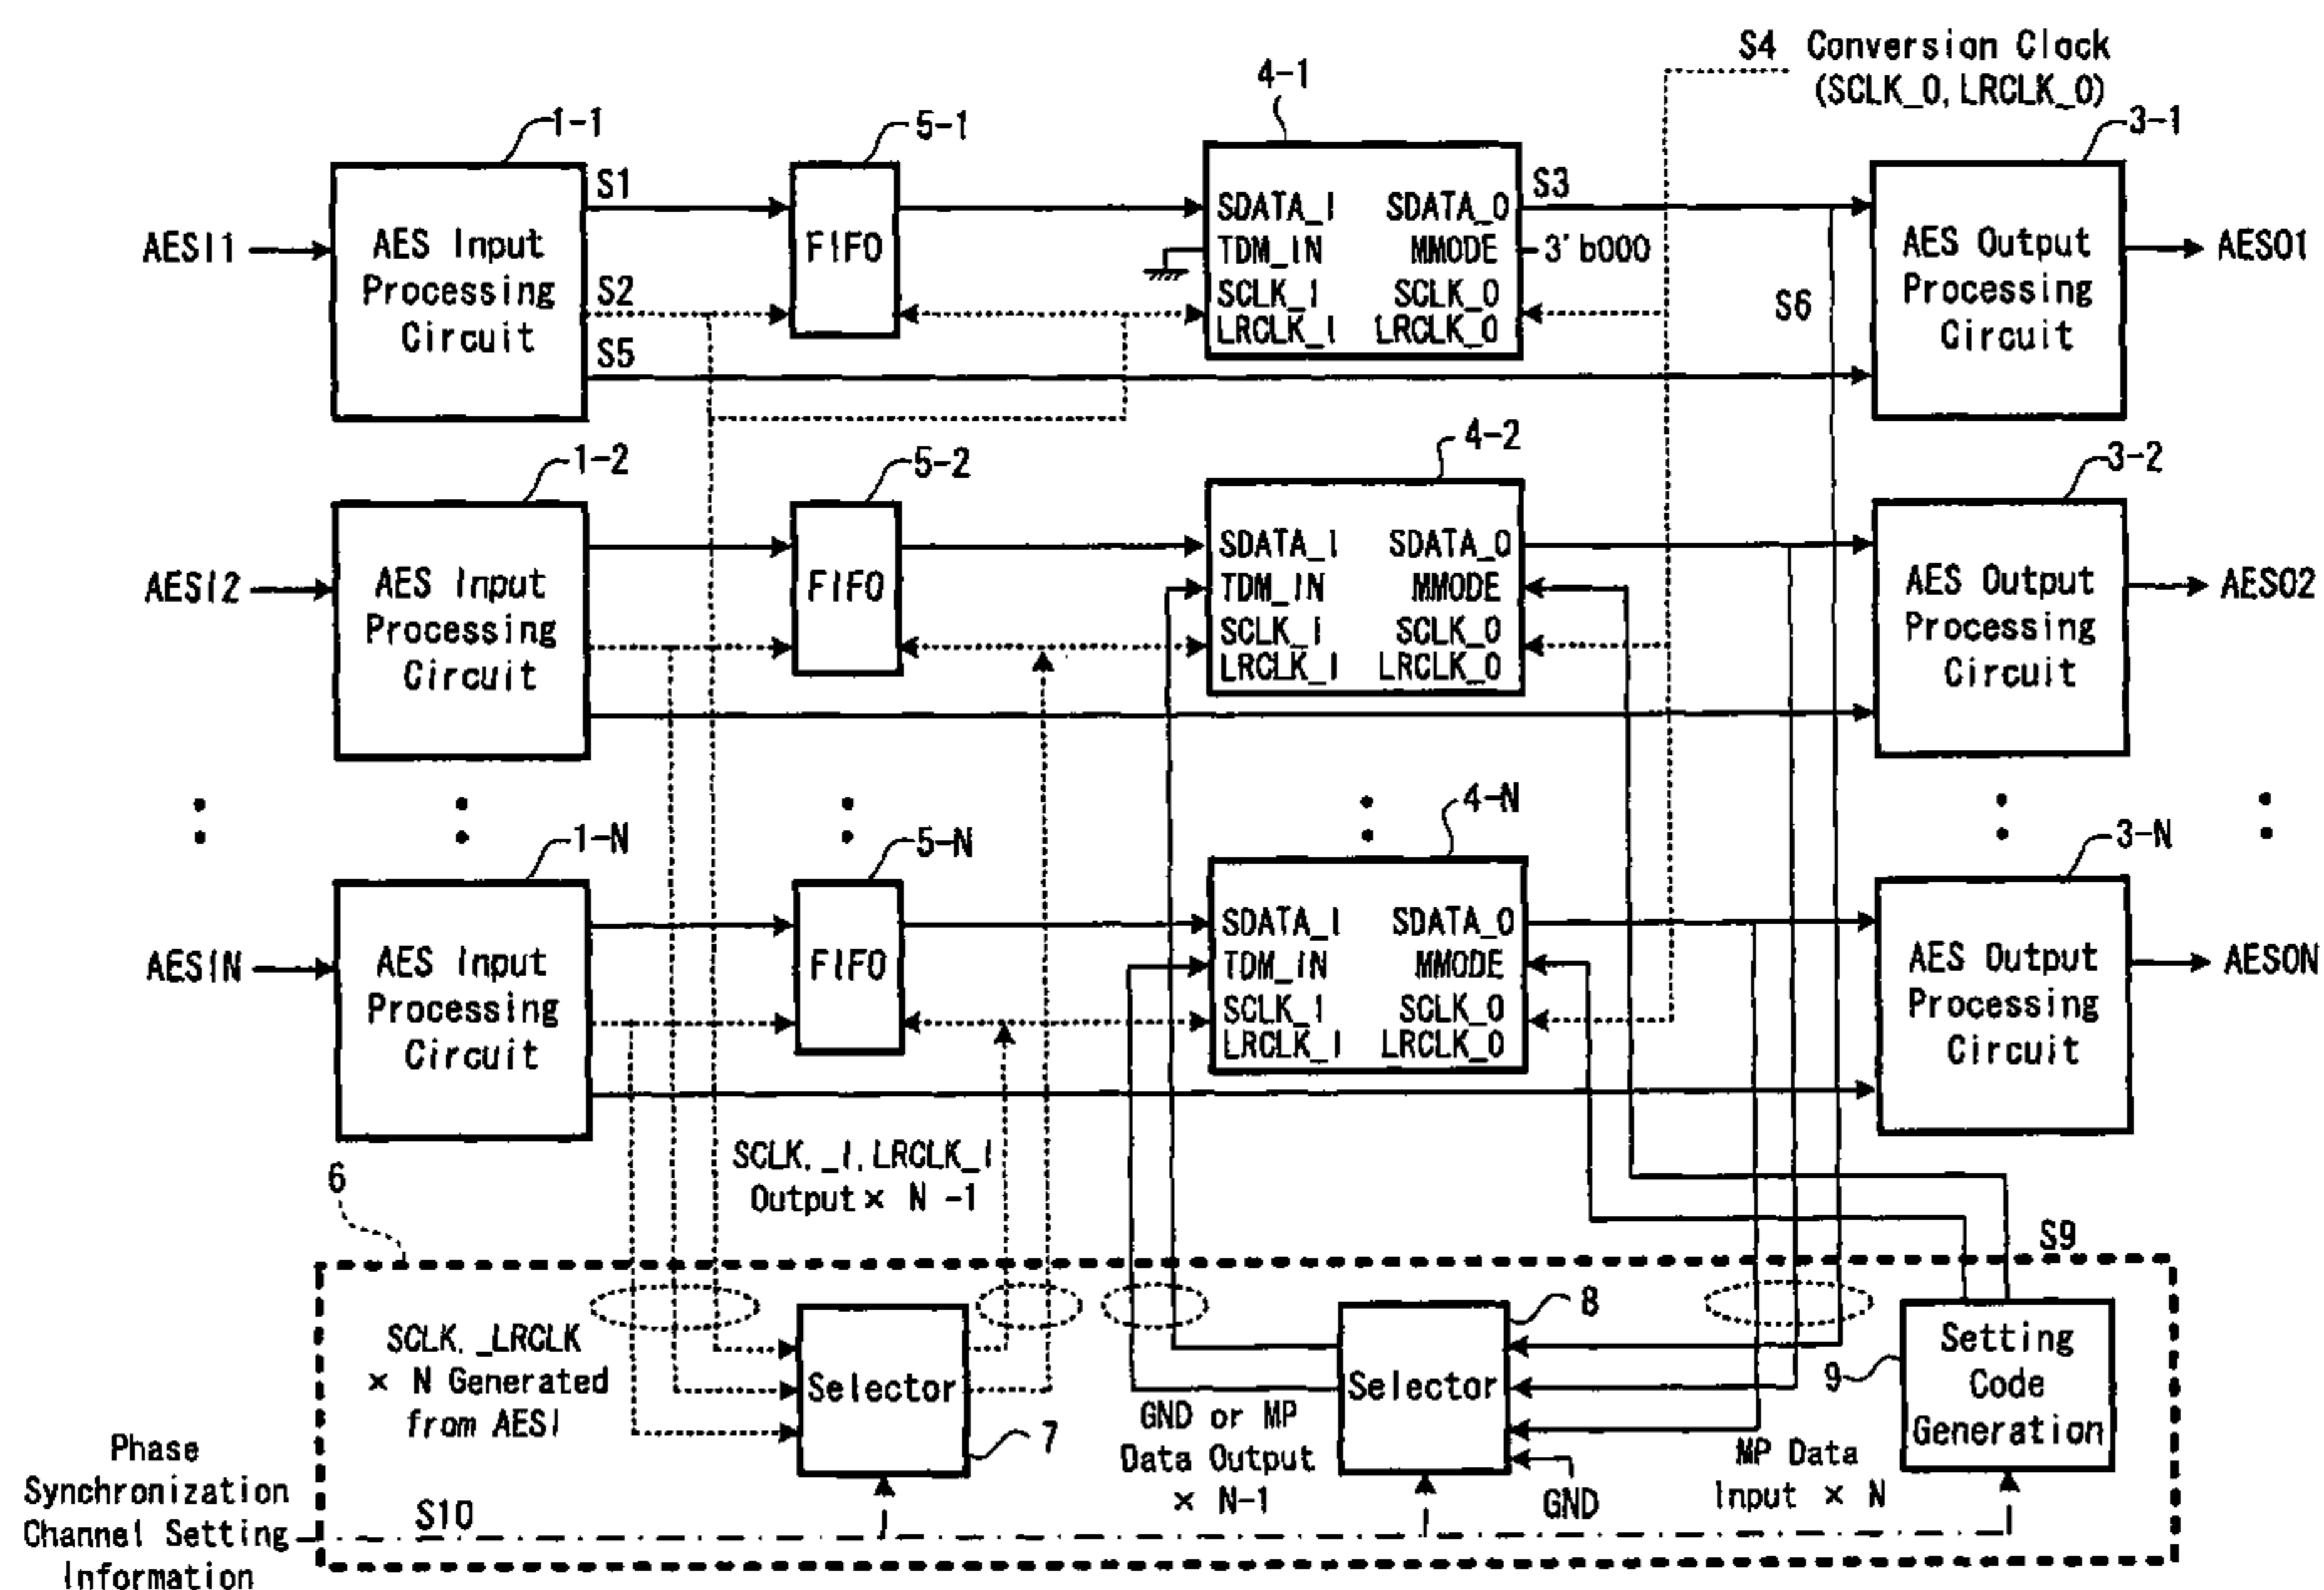 S4 Conversion Clock
(SCLK_O, LRCLK_O)
4-1
1-1
5-1
3-1
S1
S3
AESI1
AES Input
Processing
Circuit
FIFO
SDATA_I SDATA_O
TDM_IN MMODE
3'b000
SCLK_I SCLK_O
LRCLK_I LRCLK_O
AES Output
Processing
Circuit
AESO1
S2
S6
S5
4-2
1-2
5-2
3-2
AESI2
AES Input
Processing
Circuit
FIFO
SDATA_I SDATA_O
TDM_IN MMODE
SCLK_I SCLK_O
LRCLK_I LRCLK_O
AES Output
Processing
Circuit
AESO2
4-N
1-N
5-N
3-N
AESIN
AES Input
Processing
Circuit
FIFO
SDATA_I SDATA_O
TDM_IN MMODE
SCLK_I SCLK_O
LRCLK_I LRCLK_O
AES Output
Processing
Circuit
AESON
SCLK,_I, LRCLK_I
Output × N -1
6
S9
8
SCLK,_LRCLK
× N Generated
from AESI
Selector
7
GND or MP
Data Output
× N-1
Selector
GND
MP Data
Input × N
9
Setting
Code
Generation
Phase
Synchronization
Channel Setting
Information
S10